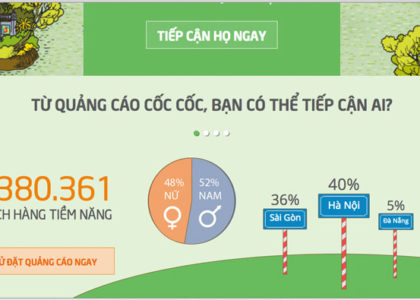 TIẾP CẬN HỌ NGAY
TỪ QUẢNG CÁO CỐC CỐC, BẠN CÓ THỂ TIẾP CẬN AI?
380.361
CH HÀNG TIỀM NĂNG
Ử ĐẶT QUẢNG CÁO NGAY
48%
NỮ
52%
NAM
36%
Sài Gòn
40%
Hà Nội
5%
Đà Nẵng